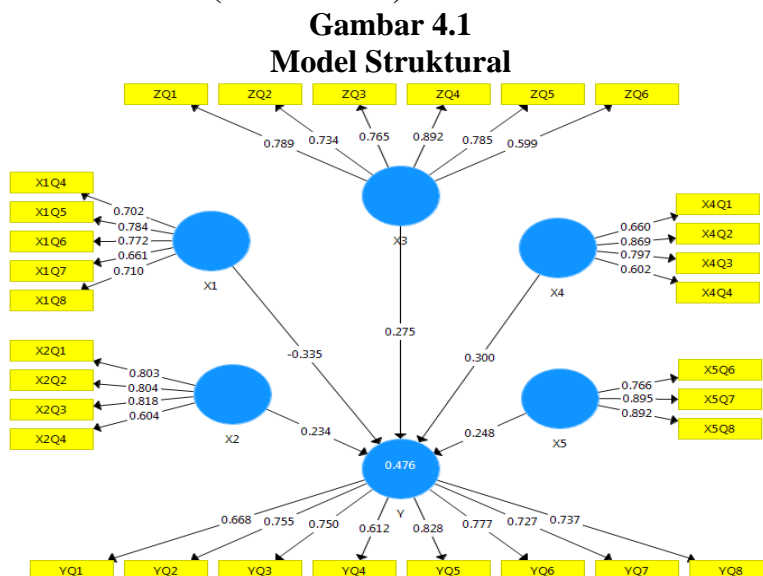 Gambar 4.1
Model Struktural
ZQ1 ZQ2 ZQ3 ZQ4 ZQ5 ZQ6
0.789 0.734 0.765 0.892 0.785 0.599
X3
X1Q4
X1Q5
X1Q6
X1Q7
X1Q8
0.702
0.784
0.772
0.661
0.710
X1
X4Q1
X4Q2
X4Q3
X4Q4
0.660
0.869
0.797
0.602
X4
-0.335
0.275
0.300
X2Q1
X2Q2
X2Q3
X2Q4
0.803
0.804
0.818
0.604
X2
0.234
X5Q6
X5Q7
X5Q8
0.766
0.895
0.892
X5
0.248
0.476
Y
0.668 0.755 0.750 0.612 0.828 0.777 0.727 0.737
YQ1 YQ2 YQ3 YQ4 YQ5 YQ6 YQ7 YQ8